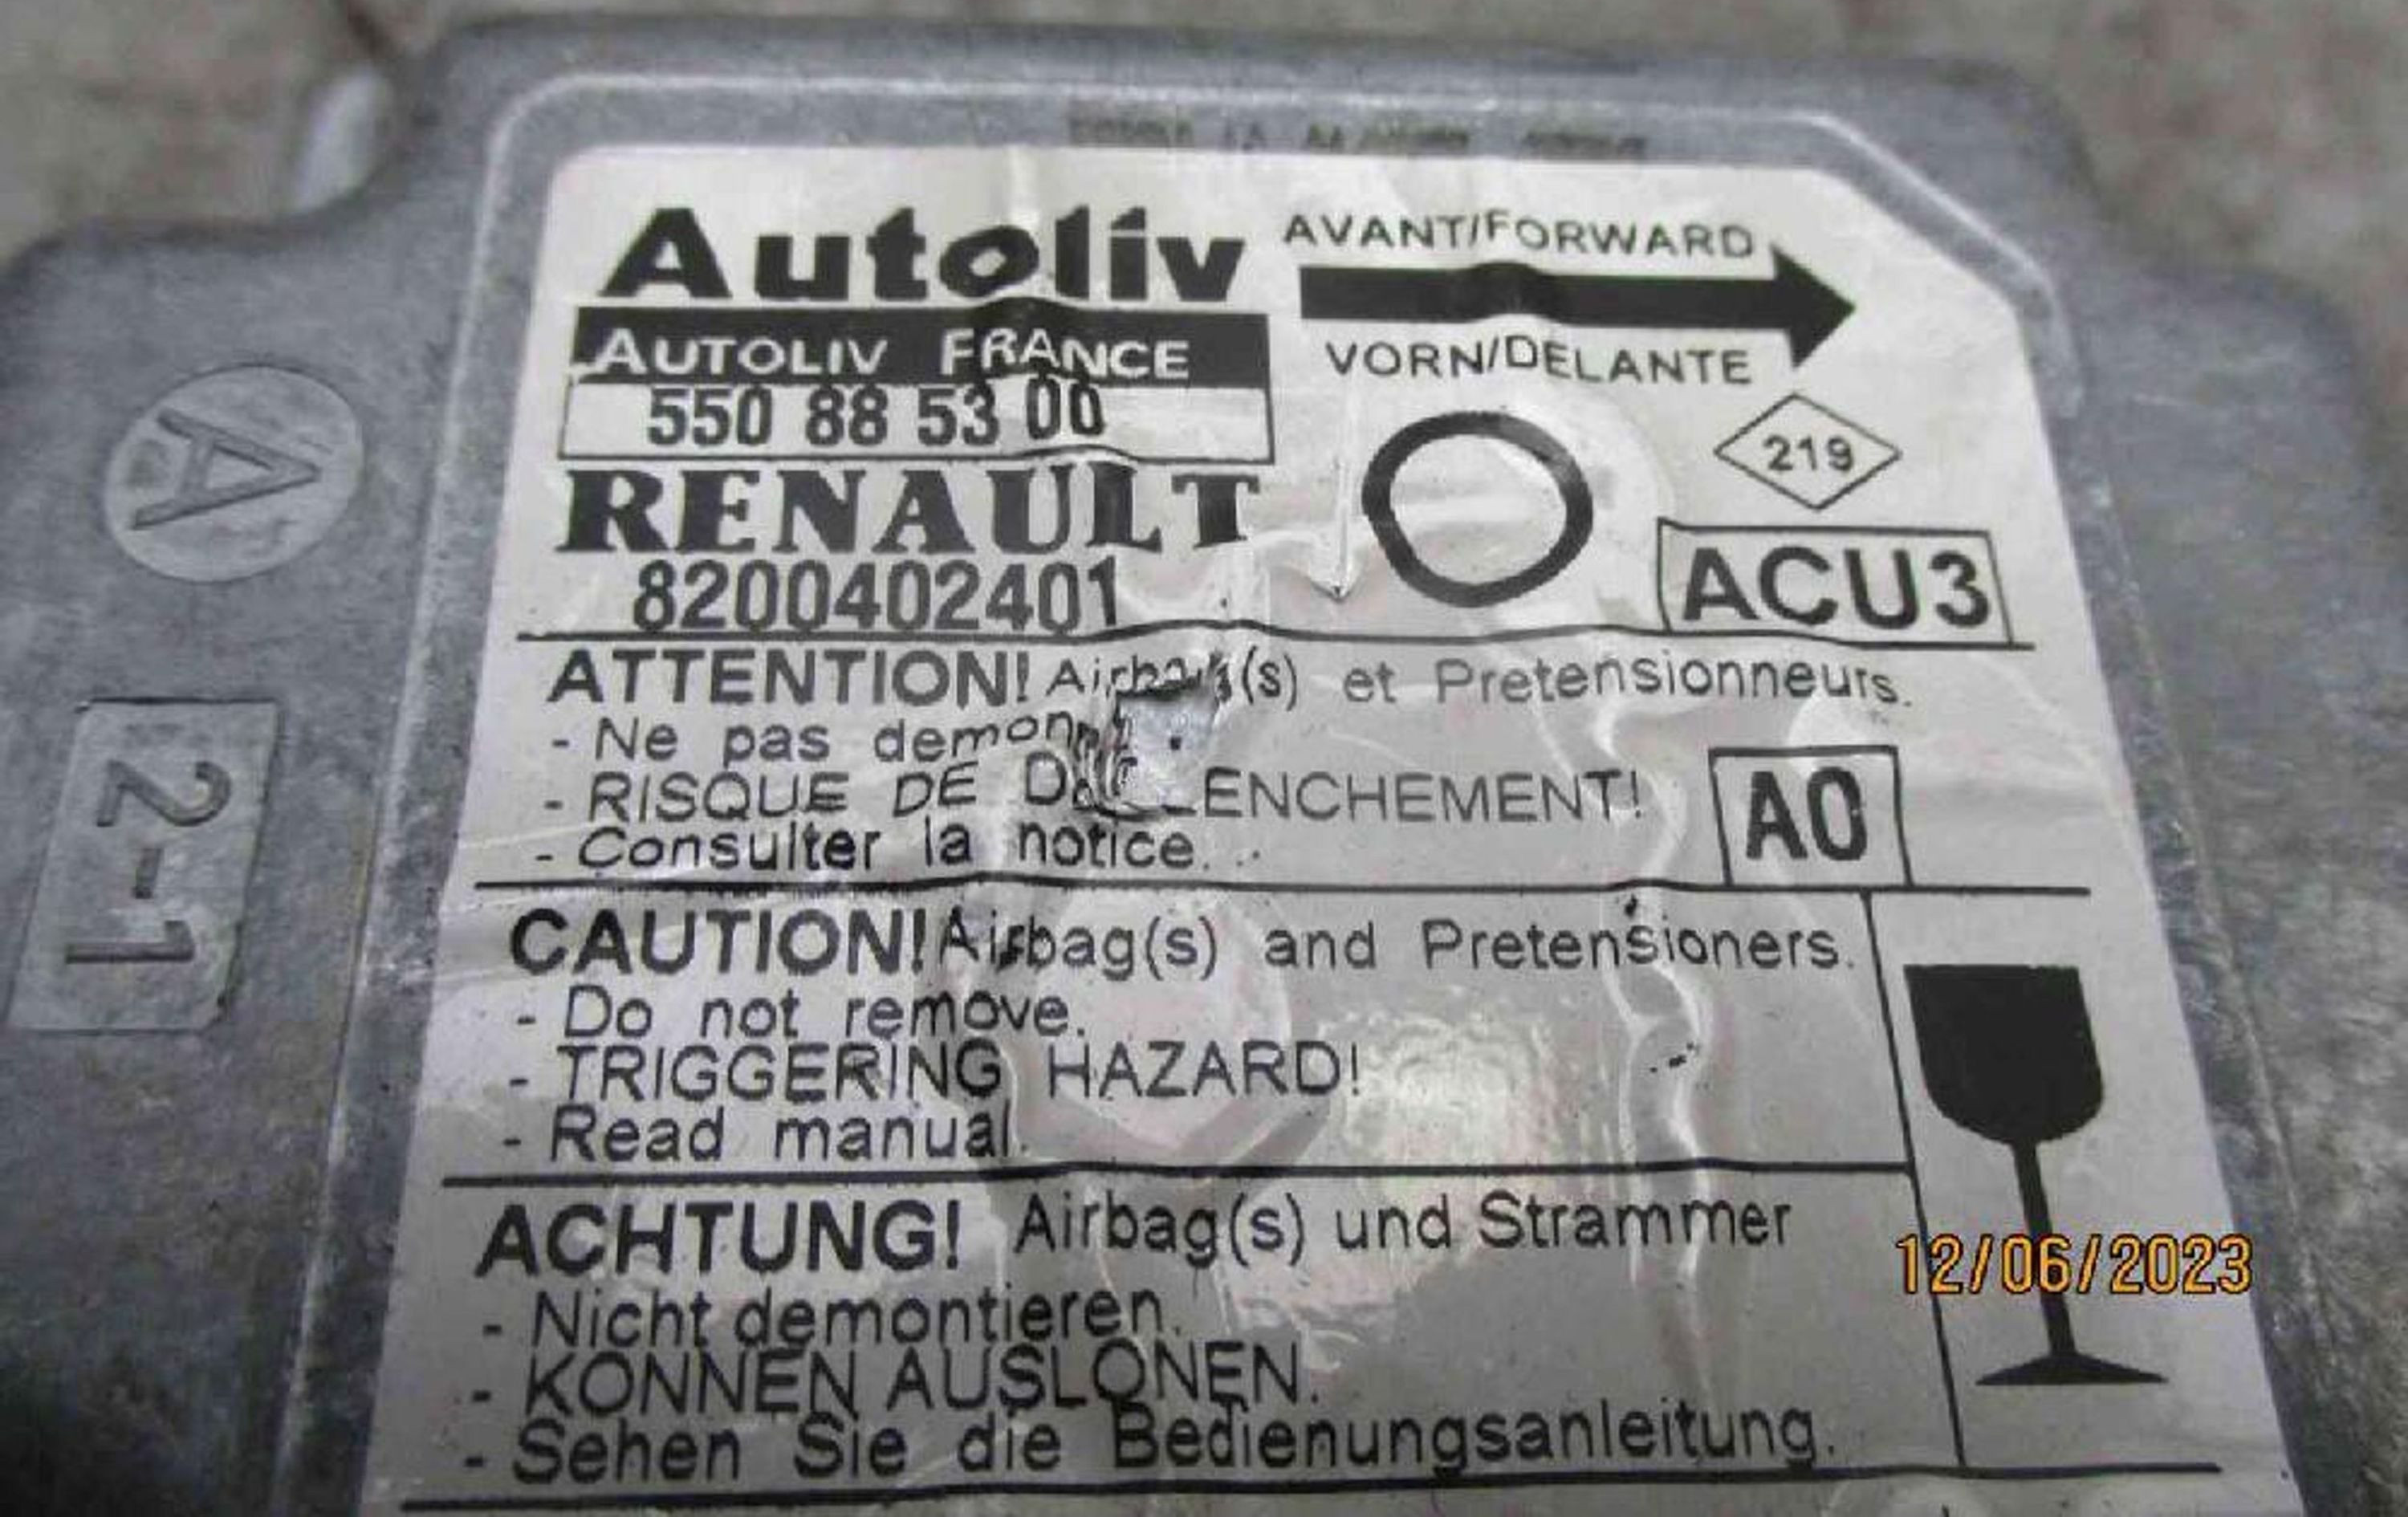 Autoliv
AUTOLIV FRANCE
550 88 53 00
RENAULT
8200402401
AVANT/FORWARD
VORN/DELANTE
219
ACU3
ATTENTION! (s) et Pretensionneurs.
- Ne pas
- RISQUE DE
- Consulter la notice.
A0
CAUTION! Airbag(s) and Pretensioners.
- Do not remove.
- TRIGGERING HAZARD!
- Read manual.
ACHTUNG! Airbag(s) und Strammer
- Nicht demontieren.
- KONNEN AUSLONEN.
- Sehen Sie die Bedienungsanleitung.
A
2-1
12/06/2023